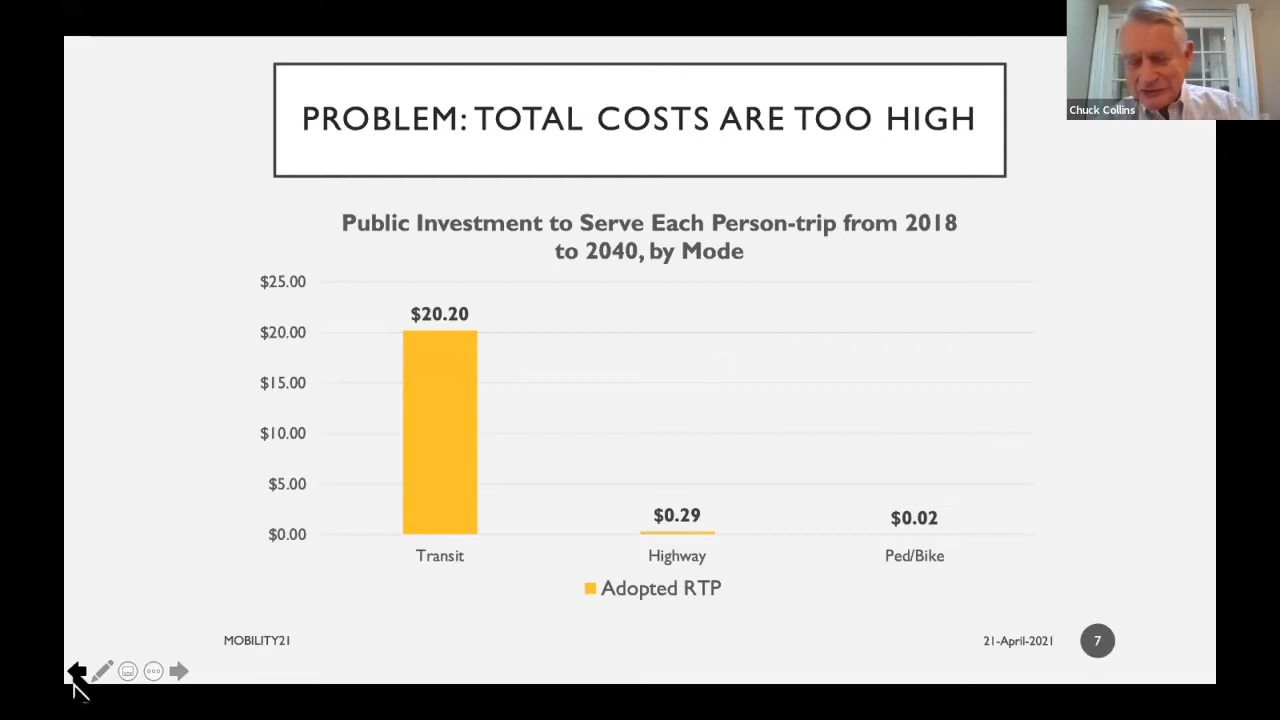 PROBLEM: TOTAL COSTS ARE TOO HIGH
Chuck Collins
Public Investment to Serve Each Person-trip from 2018
to 2040, by Mode
$25.00
$20.00
$15.00
$10.00
$5.00
$0.00
$20.20
$0.29
$0.02
Transit
Highway
Ped/Bike
Adopted RTP
MOBILITY21
21-April-2021
7